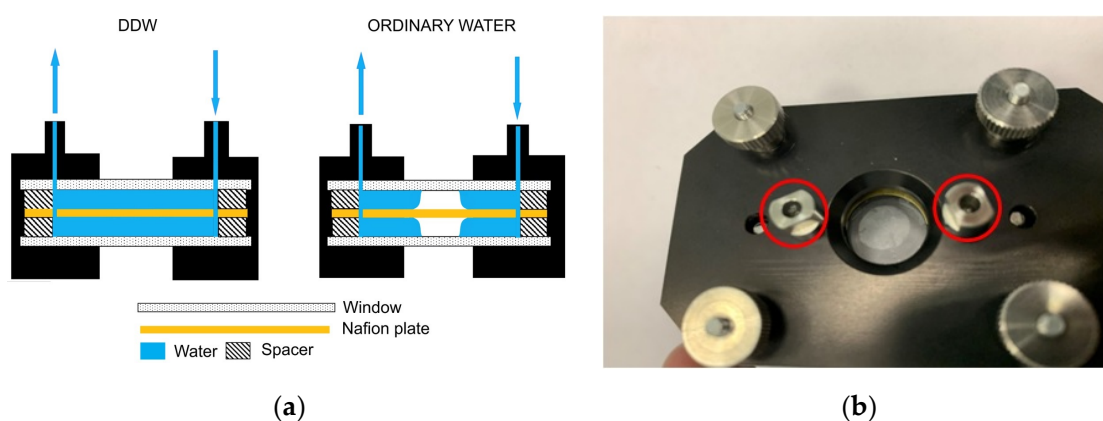 DDW
ORDINARY WATER
Window
Nafion plate
Water
Spacer
(a)
(b)